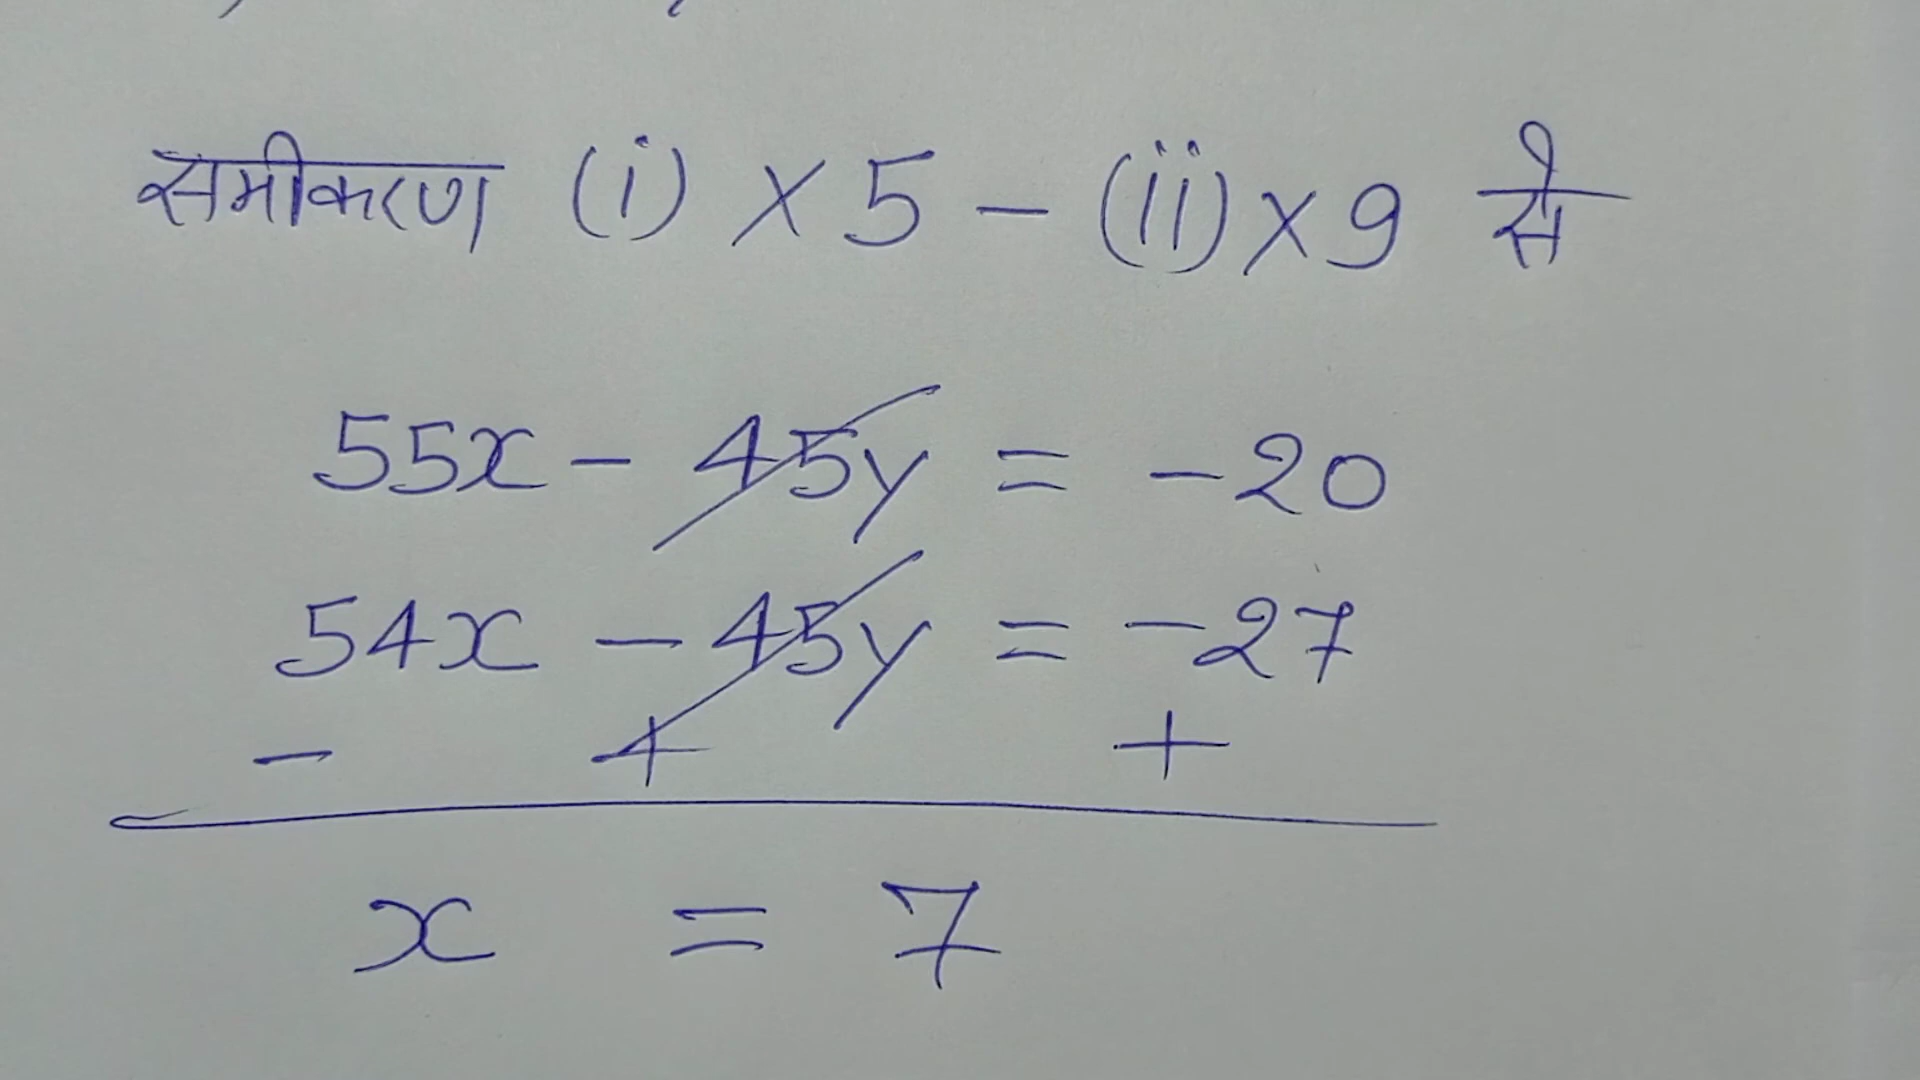 समीकरण (i) × 5 - (ii) × 9 से
55x - 45y = -20
54x - 45y = -27
- + +
x = 7